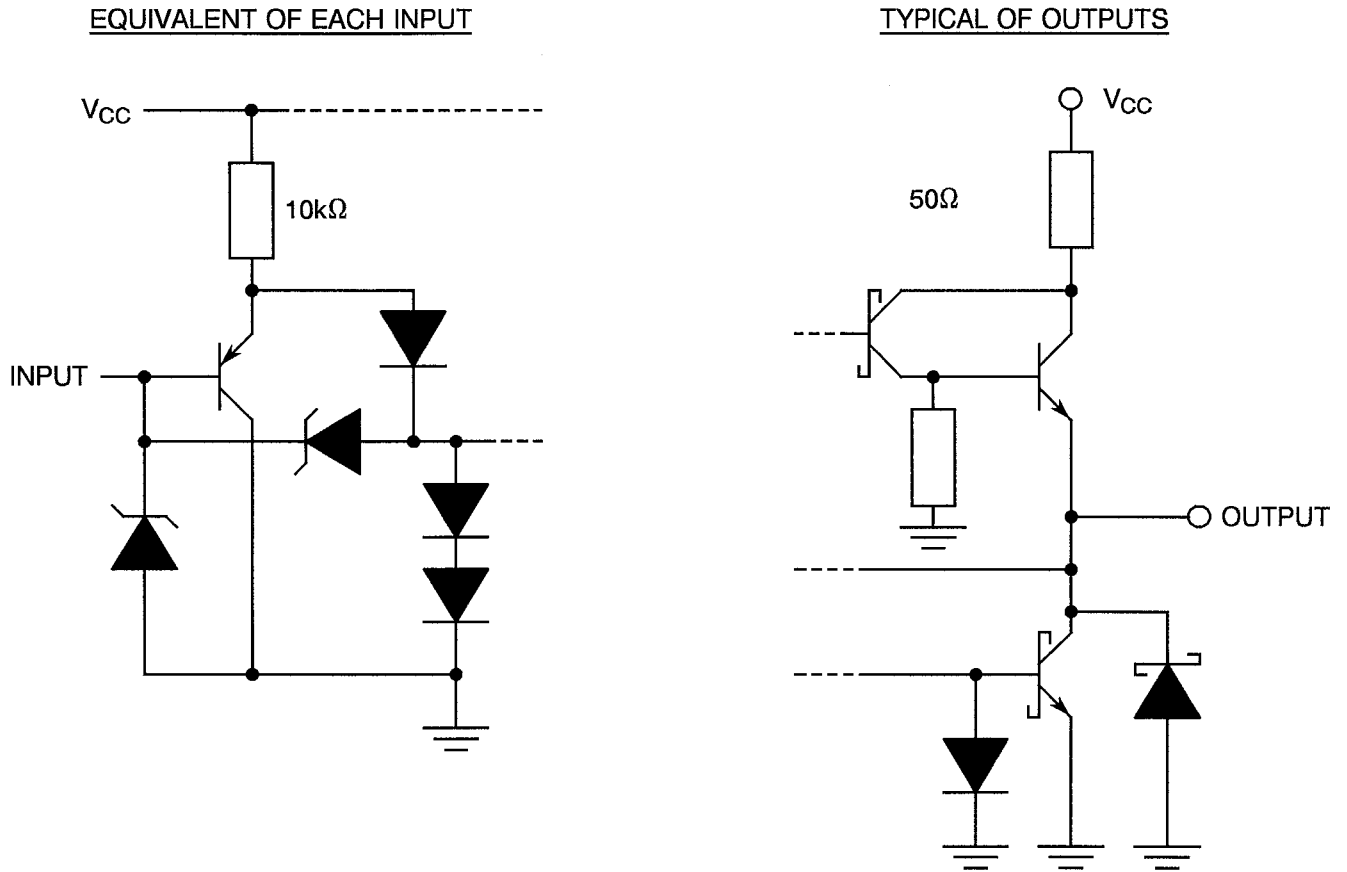 EQUIVALENT OF EACH INPUT
TYPICAL OF OUTPUTS
VCC
VCC
10kΩ
50Ω
INPUT
OUTPUT